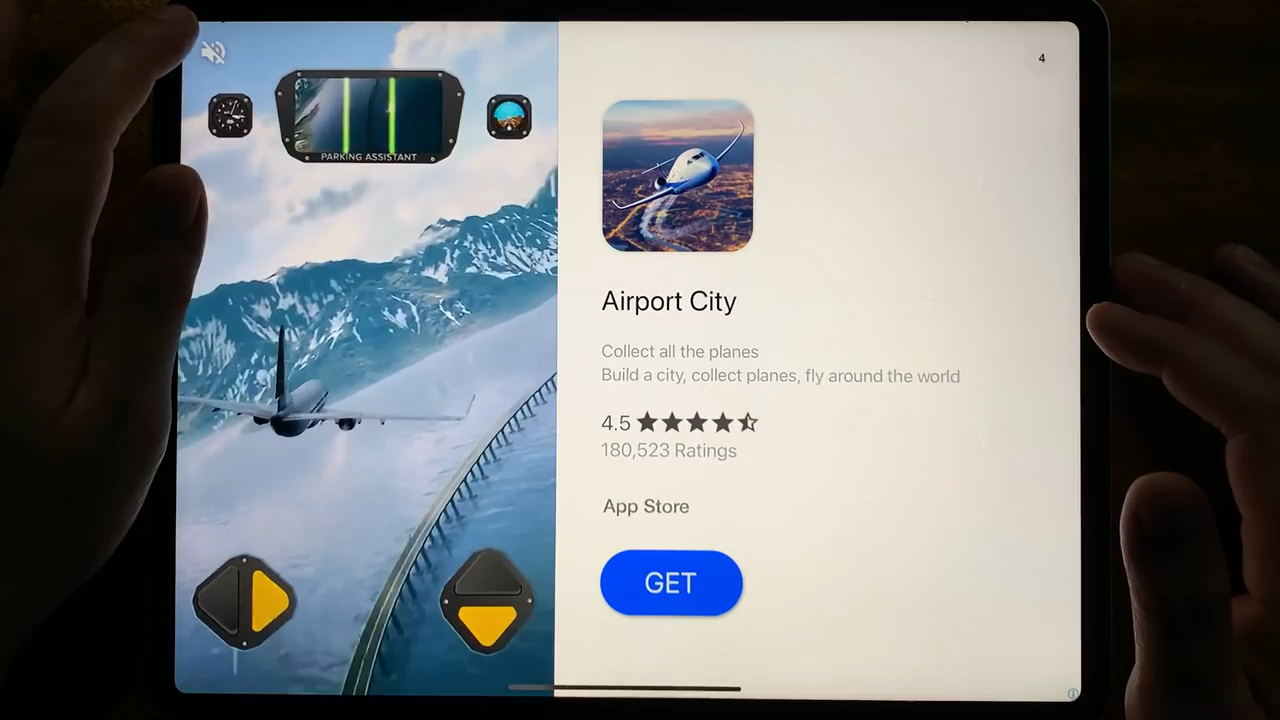 PARKING ASSISTANT
4
Airport City
Collect all the planes
Build a city, collect planes, fly around the world
4.5
180,523 Ratings
App Store
GET